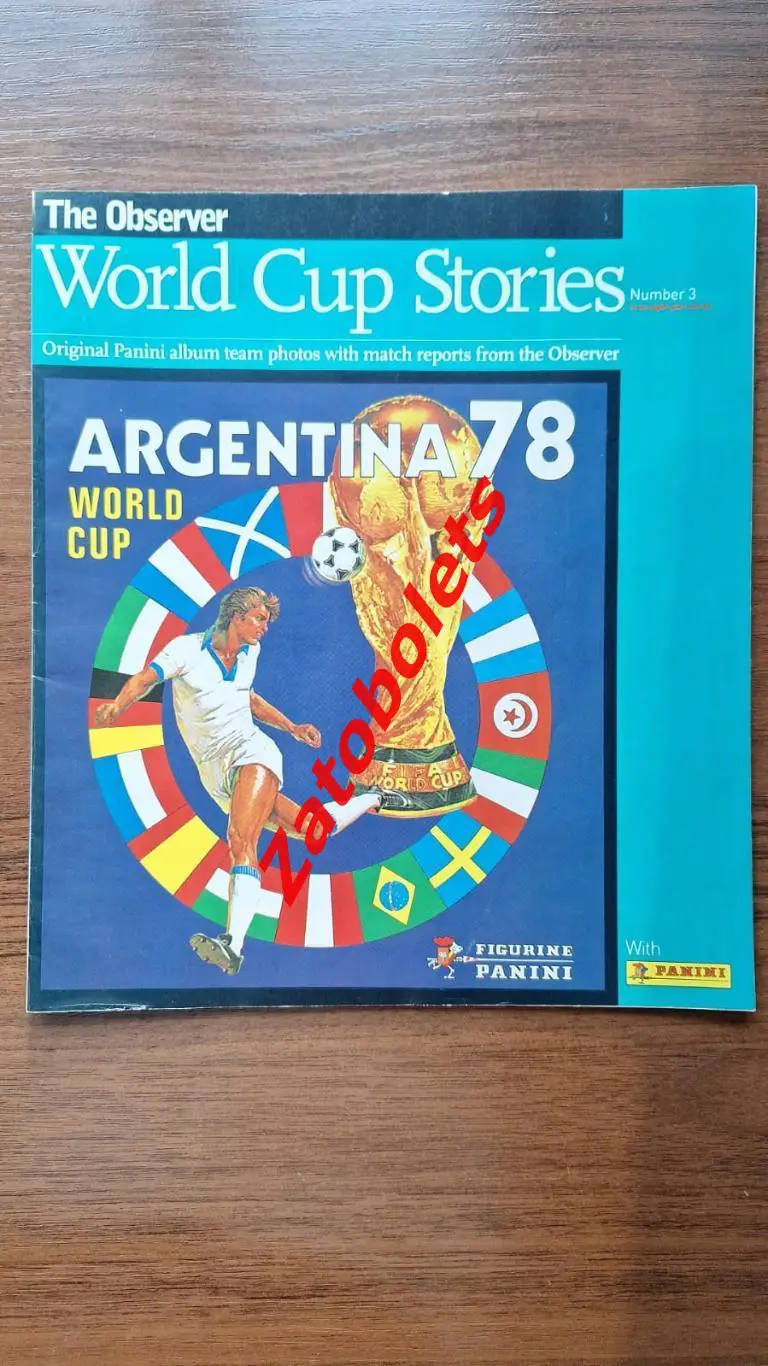 The Observer
World Cup Stories
Number 3
Original Panini album team photos with match reports from the Observer
ARGENTINA 78
WORLD
CUP
FIFA
WORLD CUP
Zatobolets
FIGURINE
PANINI
With
PANINI